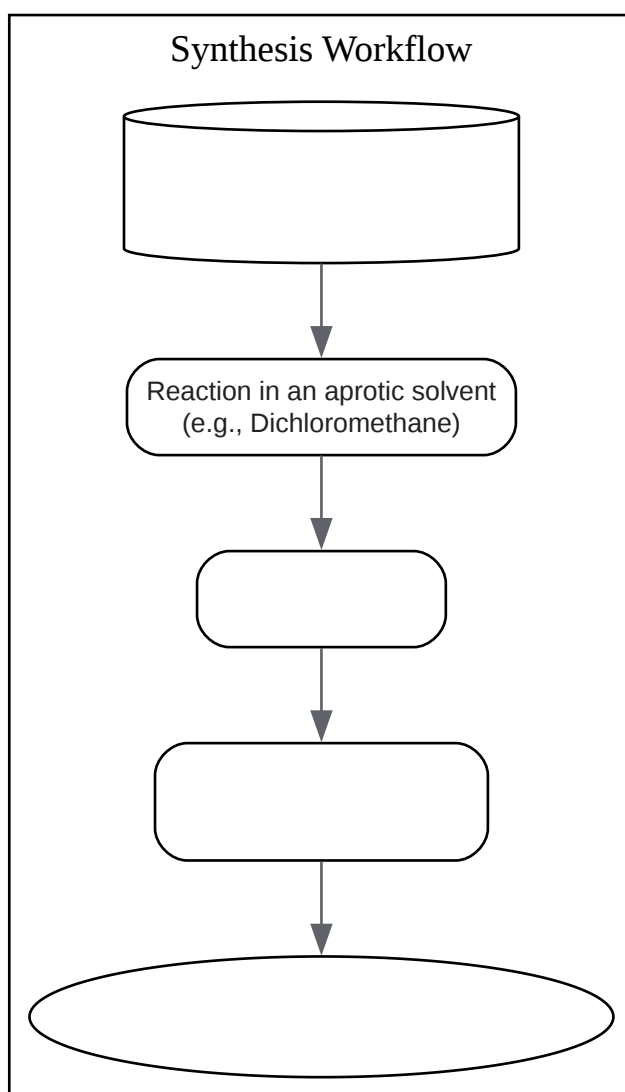 Synthesis Workflow
Reaction in an aprotic solvent
(e.g., Dichloromethane)